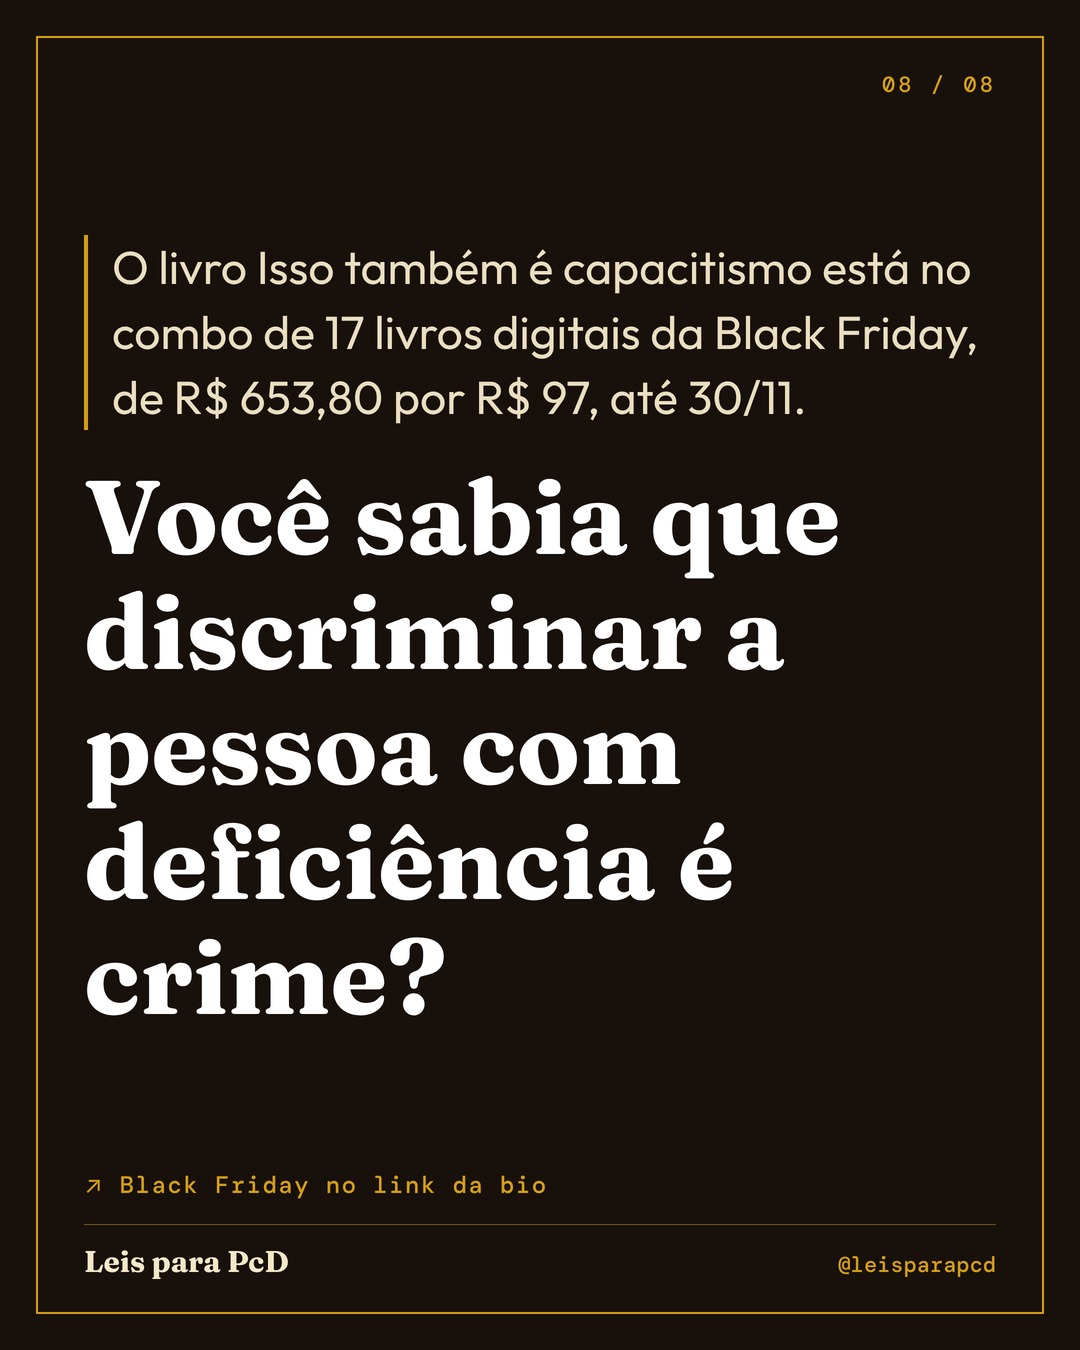 08 / 08
O livro Isso também é capacitismo está no
combo de 17 livros digitais da Black Friday,
de R$ 653,80 por R$ 97, até 30/11.
Você sabia que
discriminar a
pessoa com
deficiência é
crime?
↗ Black Friday no link da bio
Leis para PcD
@leisparapcd